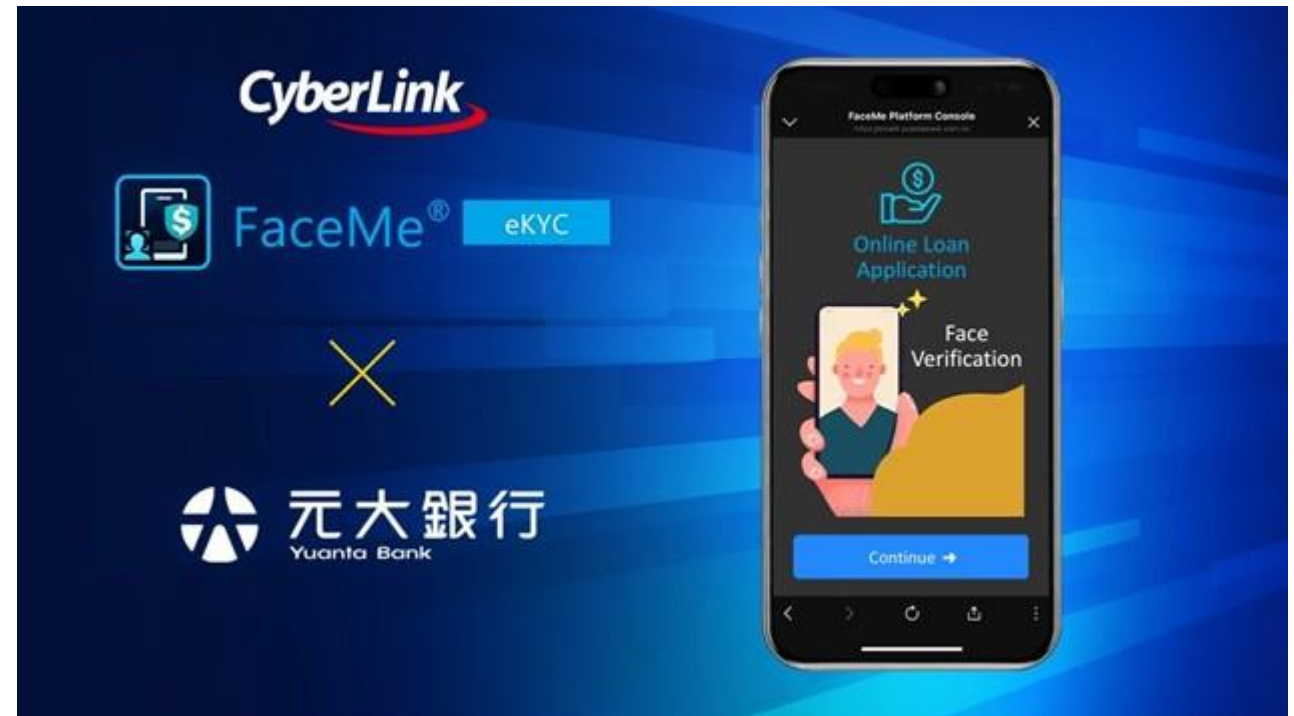 CyberLink
FaceMe® eKYC
元大銀行
Yuanta Bank
FaceMe Platform Console
$
Online Loan
Application
Face
Verification
Continue →